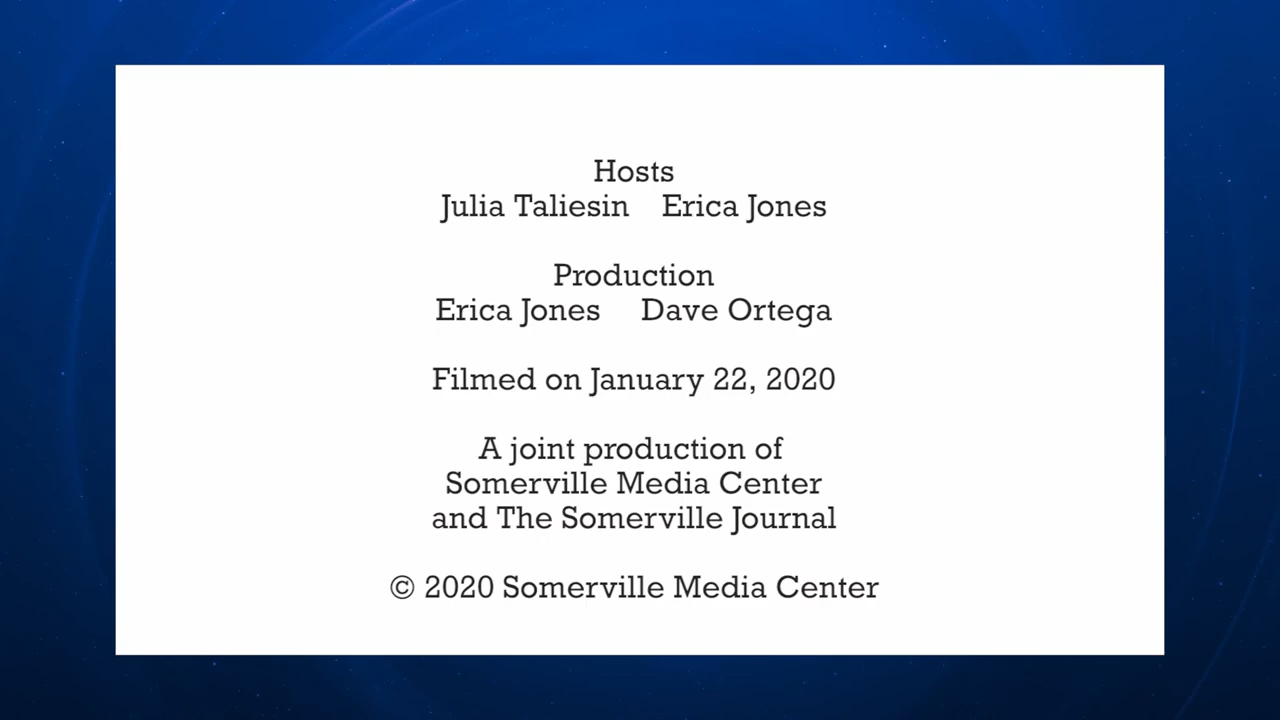 Hosts
Julia Taliesin Erica Jones
Production
Erica Jones Dave Ortega
Filmed on January 22, 2020
A joint production of
Somerville Media Center
and The Somerville Journal
© 2020 Somerville Media Center